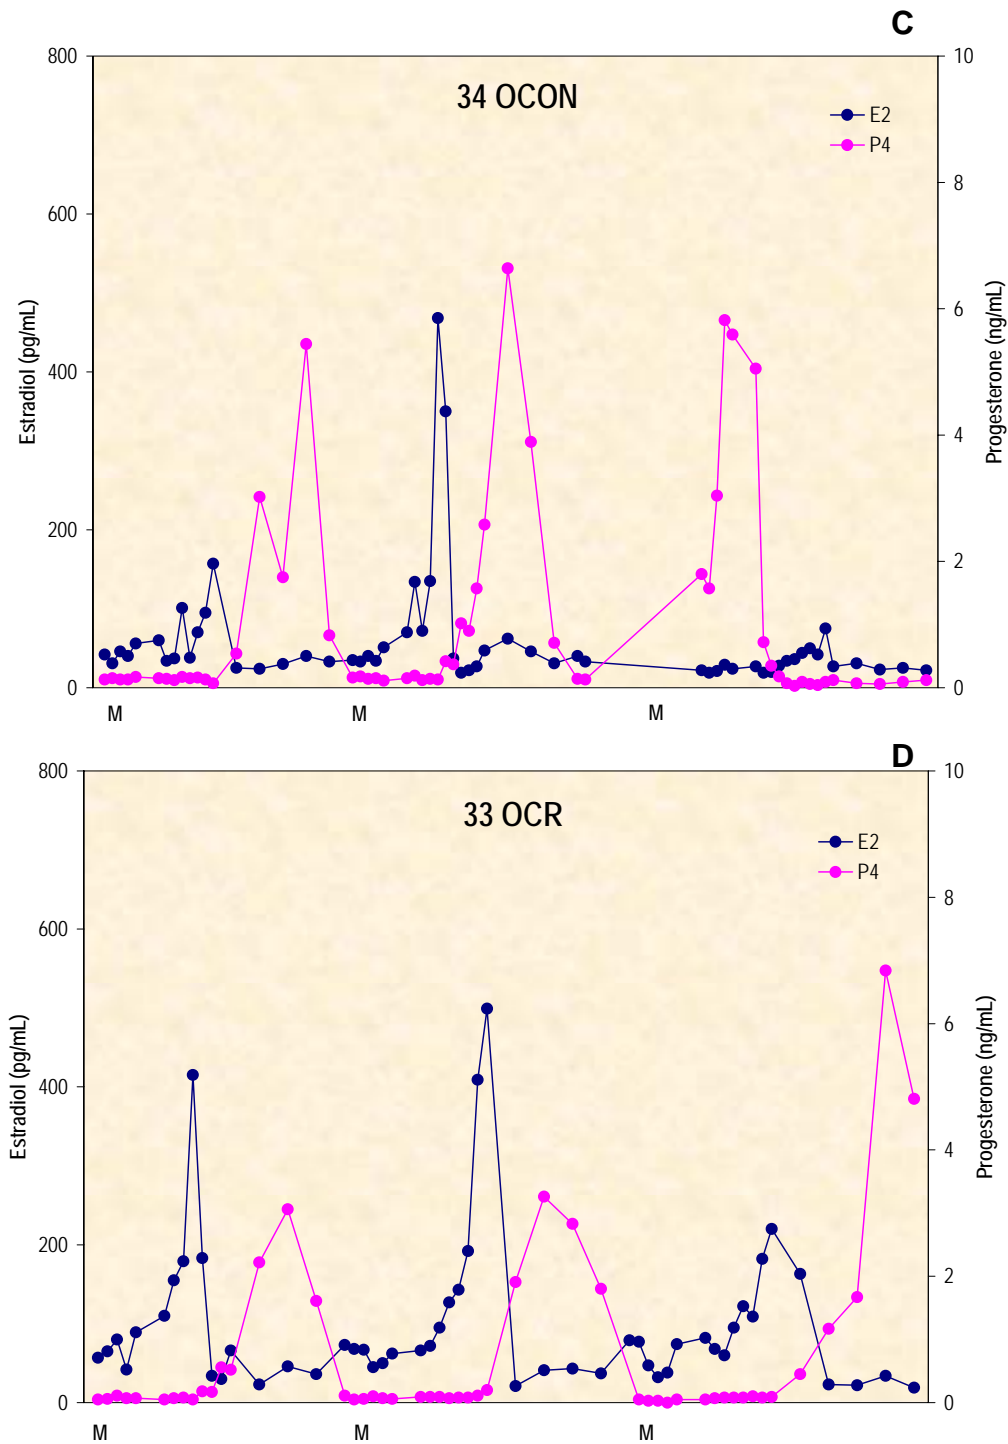 C
34 OCON
E2
P4
800
600
400
200
0
10
8
6
4
2
0
Estradiol (pg/mL)
Progesterone (ng/mL)
M M M
D
33 OCR
E2
P4
800
600
400
200
0
10
8
6
4
2
0
Estradiol (pg/mL)
Progesterone (ng/mL)
M M M